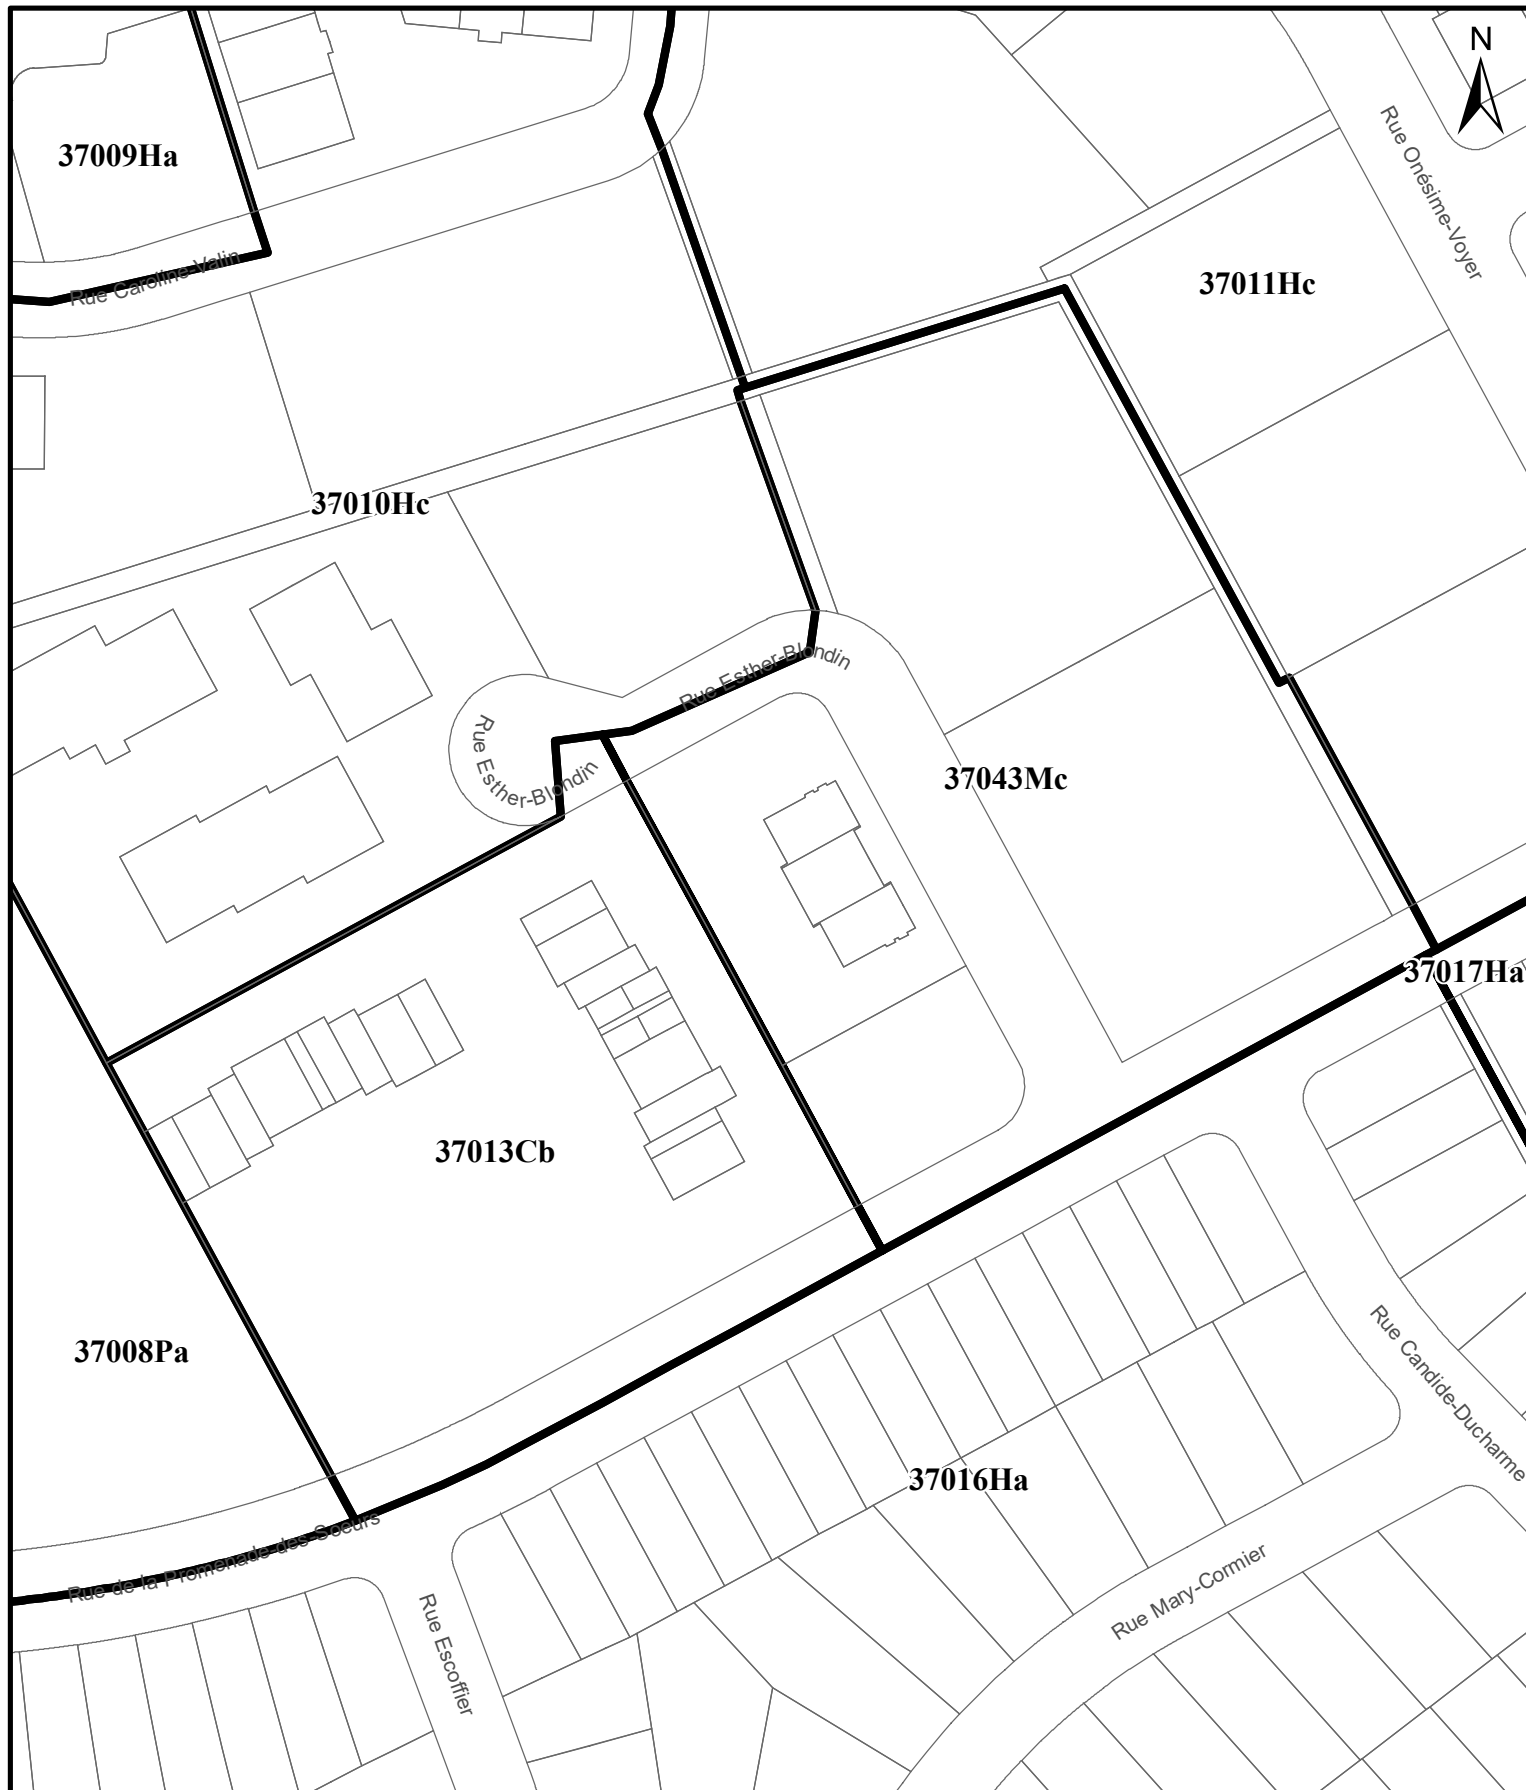 N
37009Ha
Rue Onésime-Voyer
Rue Caroline-Valin
37011Hc
37010Hc
Rue Esther-Blondin
Rue Esther-Blondin
37043Mc
37017Ha
37013Cb
37008Pa
Rue Candide-Ducharme
37016Ha
Rue de la Promenade-des-Soeurs
Rue Mary-Cormier
Rue Escoffier